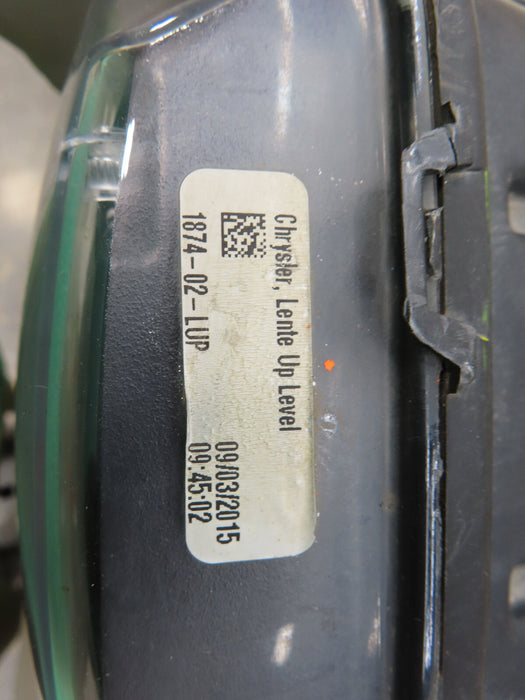 Chrysler, Lente Up Level
09/03/2015
1874-02-LUP
09:45:02